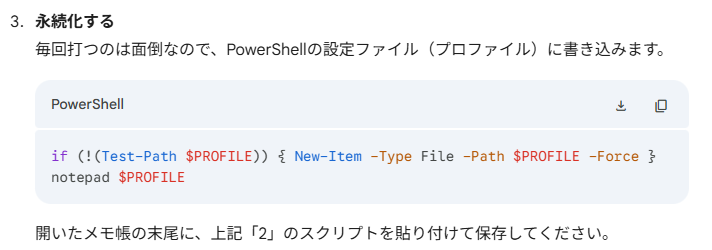 3. 永続化する
毎回打つのは面倒なので、PowerShellの設定ファイル（プロファイル）に書き込みます。
PowerShell
if (!(Test-Path $PROFILE)) { New-Item -Type File -Path $PROFILE -Force }
notepad $PROFILE
開いたメモ帳の末尾に、上記「2」のスクリプトを貼り付けて保存してください。